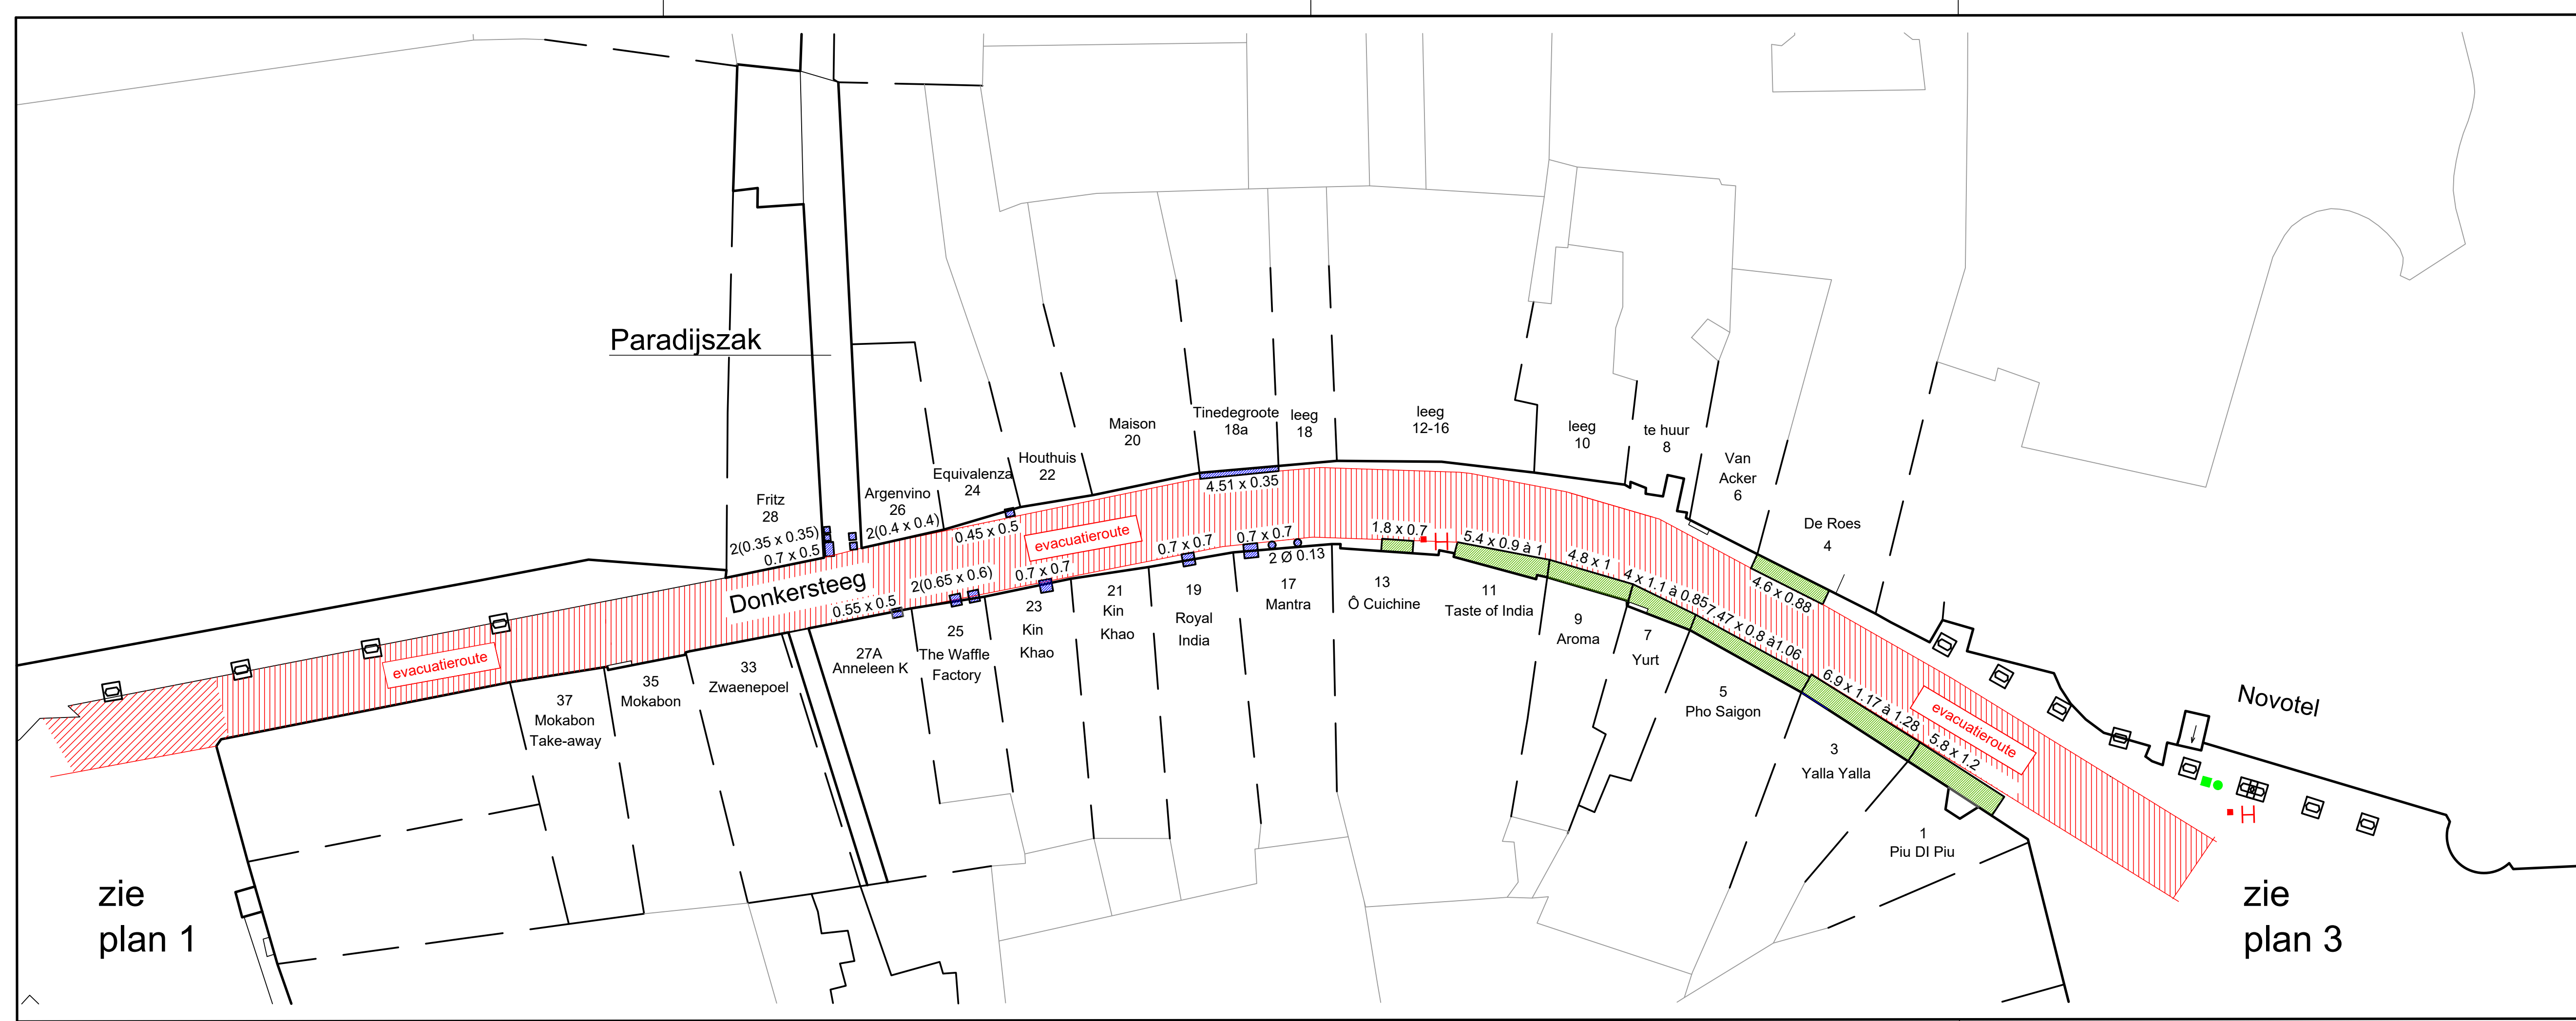 Paradijszak
Fritz
28
2(0.35 x 0.35)
0.7 x 0.5
Argenvino
26
2(0.4 x 0.4)
Equivalenza
24
0.45 x 0.5
Houthuis
22
evacuatieroute
Maison
20
Tinedegroote
18a
4.51 x 0.35
leeg
18
leeg
12-16
leeg
10
te huur
8
Van
Acker
6
De Roes
4
4.6 x 0.88
Novotel
Donkersteeg
evacuatieroute
37
Mokabon
Take-away
35
Mokabon
33
Zwaenepoel
0.55 x 0.5
27A
Anneleen K
2(0.65 x 0.6)
25
The Waffle
Factory
0.7 x 0.7
23
Kin
Khao
21
Kin
Khao
0.7 x 0.7
19
Royal
India
0.7 x 0.7
2 Ø 0.13
17
Mantra
1.8 x 0.7
H
13
Ô Cuichine
5.4 x 0.9 à 1
11
Taste of India
4.8 x 1
9
Aroma
4 x 1.1 à 0.85
7
Yurt
7.47 x 0.8 à1.06
5
Pho Saigon
6.9 x 1.17 à 1.28
3
Yalla Yalla
5.8 x 1.2
1
Piu DI Piu
evacuatieroute
H
zie
plan 1
zie
plan 3